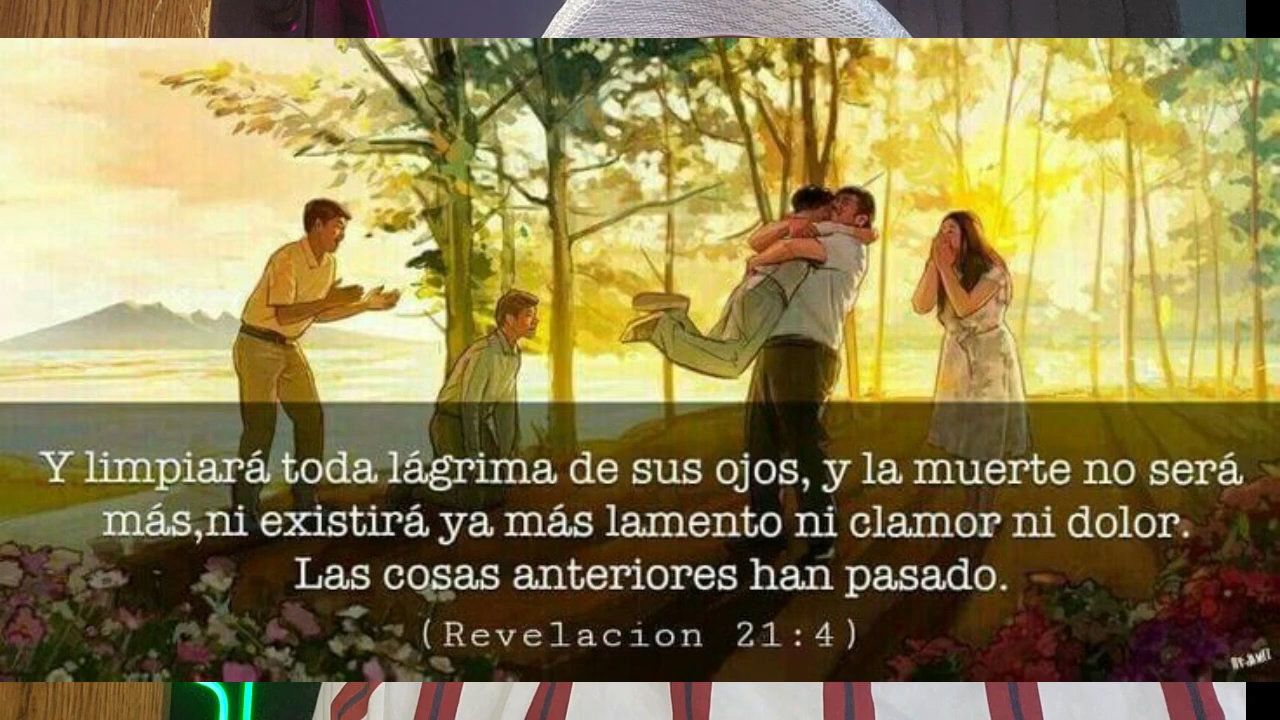 Y limpiará toda lágrima de sus ojos, y la muerte no será
más,ni existirá ya más lamento ni clamor ni dolor.
Las cosas anteriores han pasado.
(Revelacion 21:4)